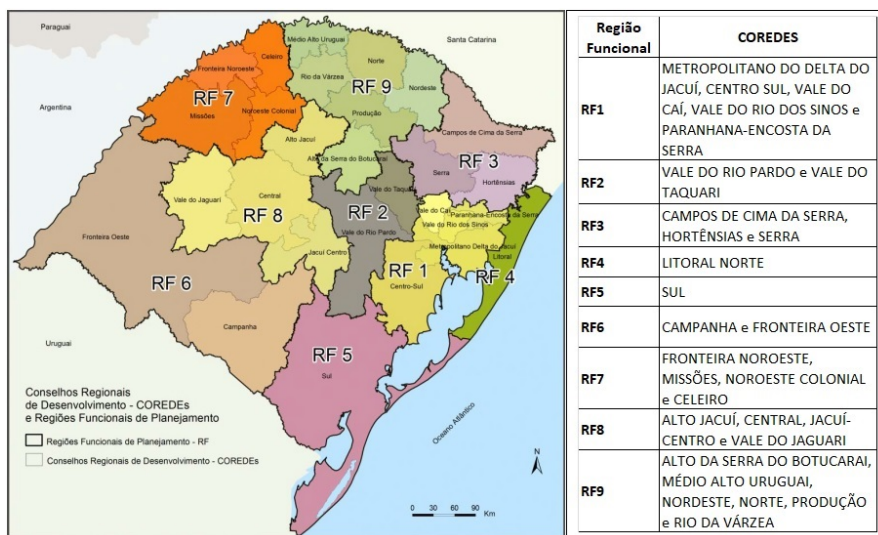 Paraguai
Santa Catarina
Argentina
Médio Alto Uruguai
Norte
Celeiro
Fronteira Noroeste
Rio da Várzea
RF 9
Nordeste
RF 7
Missões
Noroeste Colonial
Produção
Alto Jacuí
Campos de Cima da Serra
Alto da Serra do Botucarai
RF 3
Serra
Hortênsias
Vale do Taquari
Vale do Jaguari
Central
RF 2
RF 8
Vale do Caí
Paranhana-Encosta da Serra
Vale do Rio dos Sinos
Vale do Rio Pardo
Fronteira Oeste
Metropolitano Delta do Jacuí
Jacuí Centro
RF 1
Litoral
RF 4
RF 6
Centro-Sul
Campanha
Uruguai
RF 5
Sul
Oceano Atlântico
Conselhos Regionais
de Desenvolvimento - COREDEs
e Regiões Funcionais de Planejamento
Regiões Funcionais de Planejamento - RF
Conselhos Regionais de Desenvolvimento - COREDEs
N
0 30 60 90
Km
Região
Funcional
COREDES
RF1
METROPOLITANO DO DELTA DO
JACUÍ, CENTRO SUL, VALE DO
CAÍ, VALE DO RIO DOS SINOS e
PARANHANA-ENCOSTA DA
SERRA
RF2
VALE DO RIO PARDO e VALE DO
TAQUARI
RF3
CAMPOS DE CIMA DA SERRA,
HORTÊNSIAS e SERRA
RF4
LITORAL NORTE
RF5
SUL
RF6
CAMPANHA e FRONTEIRA OESTE
RF7
FRONTEIRA NOROESTE,
MISSÕES, NOROESTE COLONIAL
e CELEIRO
RF8
ALTO JACUÍ, CENTRAL, JACUÍ-
CENTRO e VALE DO JAGUARI
RF9
ALTO DA SERRA DO BOTUCARAI,
MÉDIO ALTO URUGUAI,
NORDESTE, NORTE, PRODUÇÃO
e RIO DA VÁRZEA